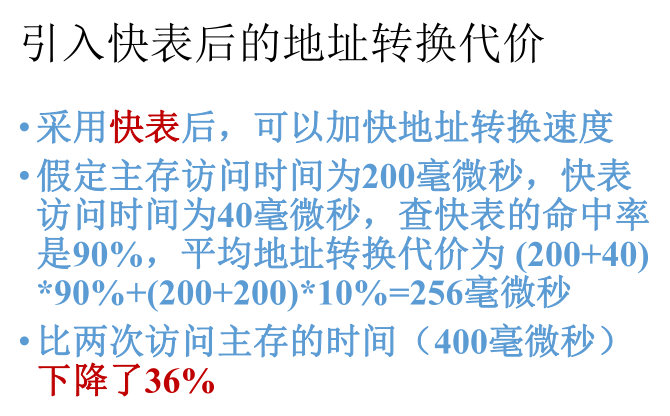 引入快表后的地址转换代价
•采用快表后，可以加快地址转换速度
•假定主存访问时间为200毫微秒，快表
访问时间为40毫微秒，查快表的命中率
是90%，平均地址转换代价为 (200+40)
*90%+(200+200)*10%=256毫微秒
•比两次访问主存的时间（400毫微秒）
下降了36%